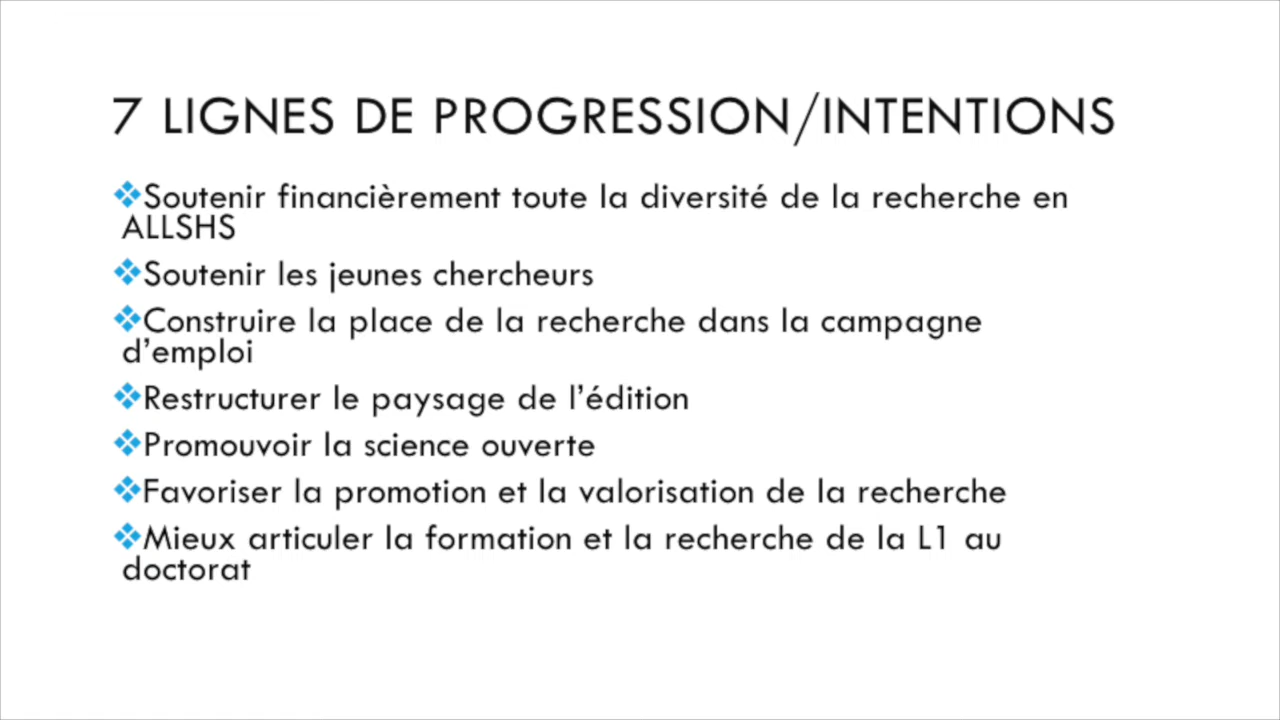 7 LIGNES DE PROGRESSION/INTENTIONS
❖Soutenir financièrement toute la diversité de la recherche en
ALLSHS
❖Soutenir les jeunes chercheurs
❖Construire la place de la recherche dans la campagne
d’emploi
❖Restructurer le paysage de l’édition
❖Promouvoir la science ouverte
❖Favoriser la promotion et la valorisation de la recherche
❖Mieux articuler la formation et la recherche de la L1 au
doctorat